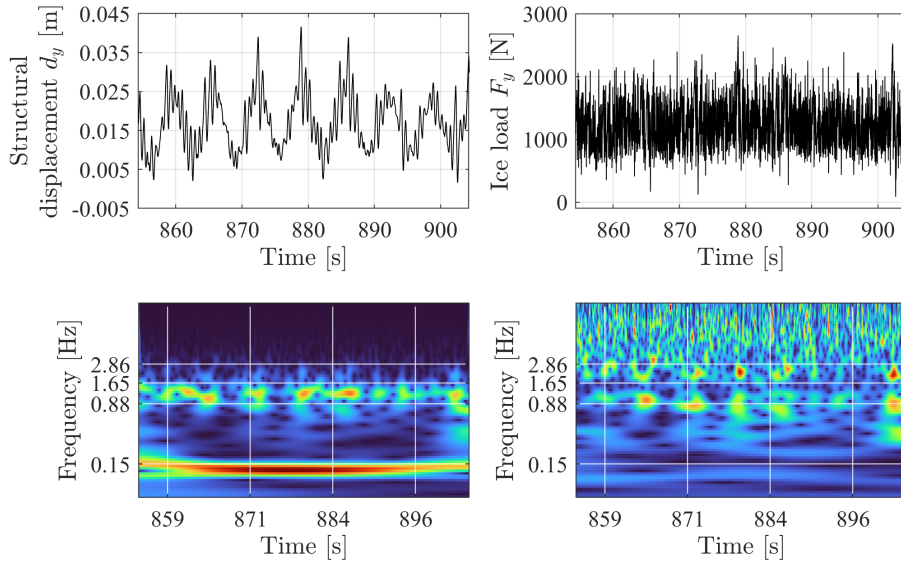 Structural
displacement d_y [m]
0.045
0.035
0.025
0.015
0.005
-0.005
860 870 880 890 900
Time [s]
Ice load F_y [N]
3000
2000
1000
0
860 870 880 890 900
Time [s]
Frequency [Hz]
2.86
1.65
0.88
0.15
859 871 884 896
Time [s]
Frequency [Hz]
2.86
1.65
0.88
0.15
859 871 884 896
Time [s]